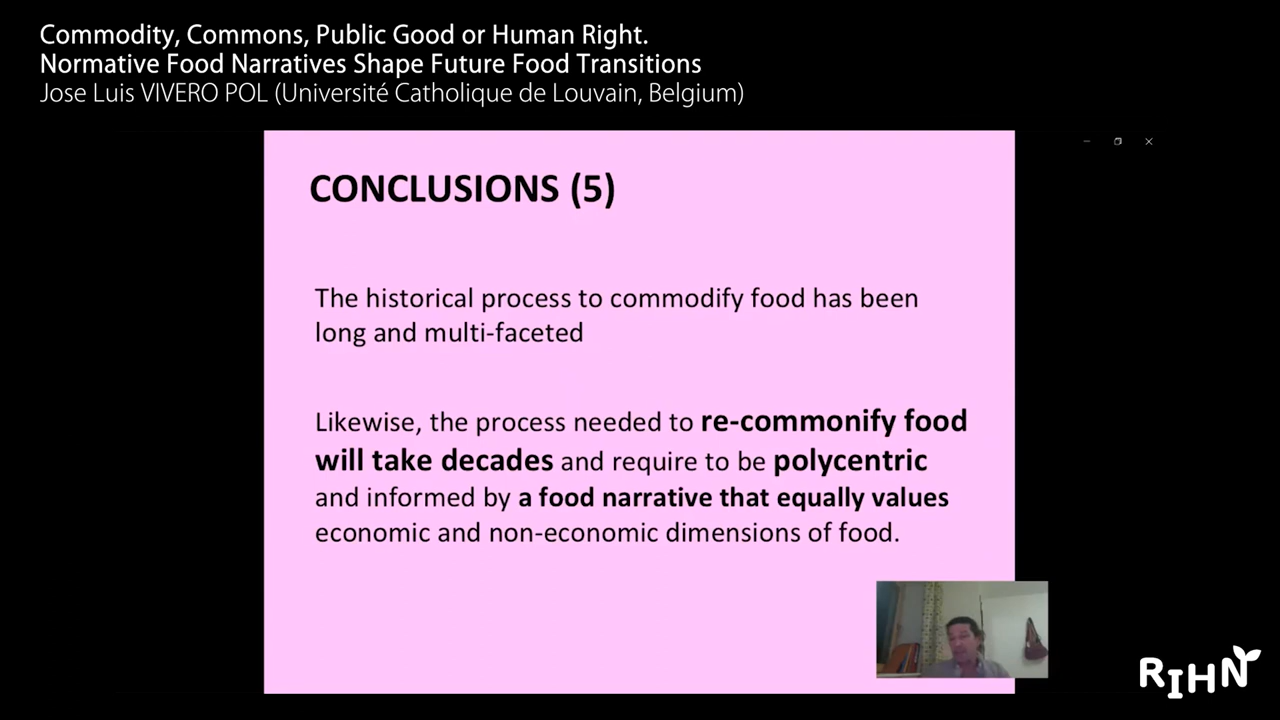 Commodity, Commons, Public Good or Human Right.
Normative Food Narratives Shape Future Food Transitions
Jose Luis VIVERO POL (Université Catholique de Louvain, Belgium)
CONCLUSIONS (5)
The historical process to commodify food has been
long and multi-faceted
Likewise, the process needed to re-commonify food
will take decades and require to be polycentric
and informed by a food narrative that equally values
economic and non-economic dimensions of food.
RIHN